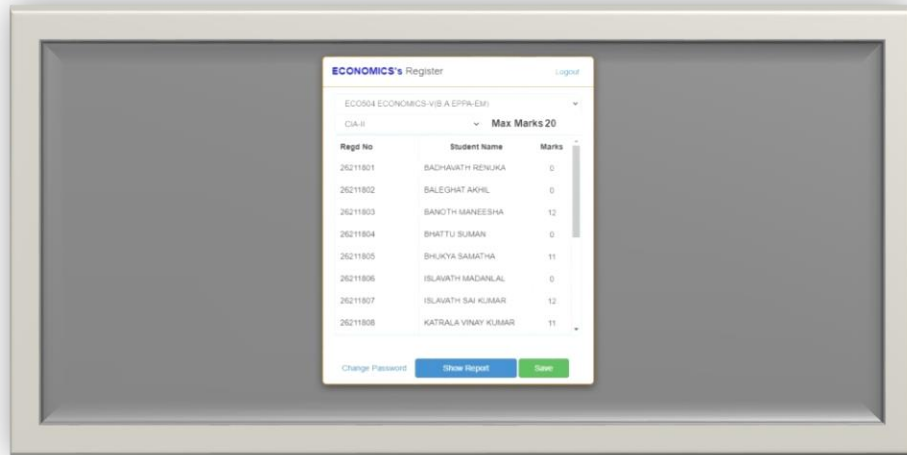 ECONOMICS's Register Logout
ECO504 ECONOMICS-V(B.A EPPA-EM)
CIA-II Max Marks 20
Regd No Student Name Marks
26211801 BADHAVATH RENUKA 0
26211802 BALEGHAT AKHIL 0
26211803 BANOTH MANEESHA 12
26211804 BHATTU SUMAN 0
26211805 BHUKYA SAMATHA 11
26211806 ISLAVATH MADANLAL 0
26211807 ISLAVATH SAI KUMAR 12
26211808 KATRALA VINAY KUMAR 11
Change Password Show Report Save